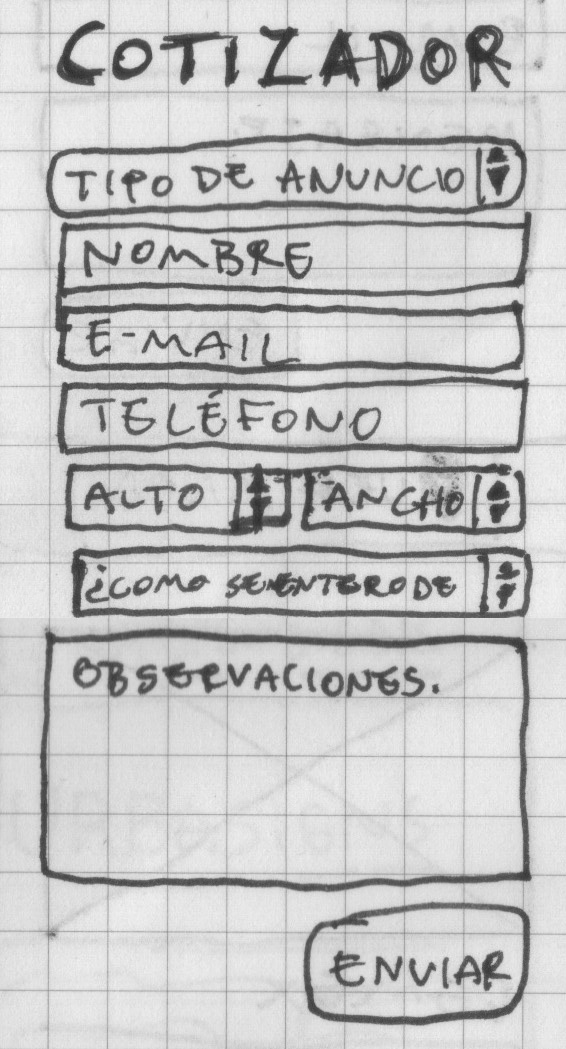 COTIZADOR
TIPO DE ANUNCIO
NOMBRE
E-MAIL
TELÉFONO
ALTO ANCHO
¿COMO SE ENTERO DE
OBSERVACIONES.
ENVIAR